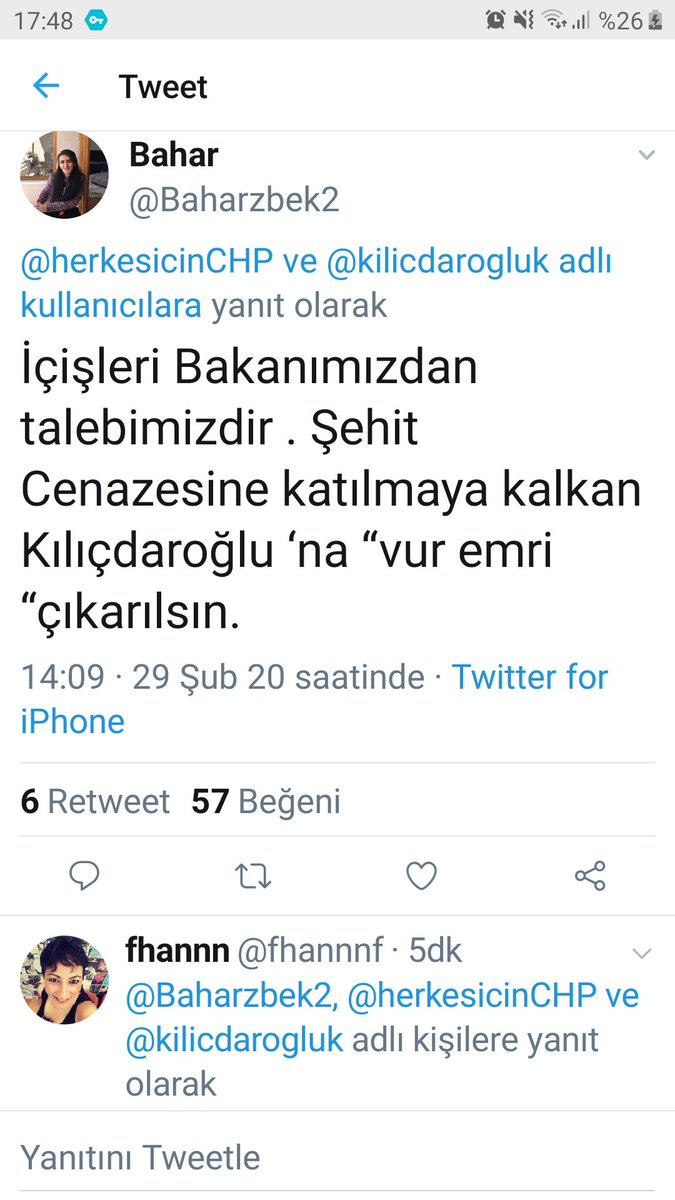 17:48 %26
Tweet
Bahar
@Baharzbek2
@herkesicinCHP ve @kilicdarogluk adlı
kullanıcılara yanıt olarak
İçişleri Bakanımızdan
talebimizdir . Şehit
Cenazesine katılmaya kalkan
Kılıçdaroğlu ‘na “vur emri
“çıkarılsın.
14:09 · 29 Şub 20 saatinde · Twitter for
iPhone
6 Retweet 57 Beğeni
fhannn @fhannnf · 5dk
@Baharzbek2, @herkesicinCHP ve
@kilicdarogluk adlı kişilere yanıt
olarak
Yanıtını Tweetle